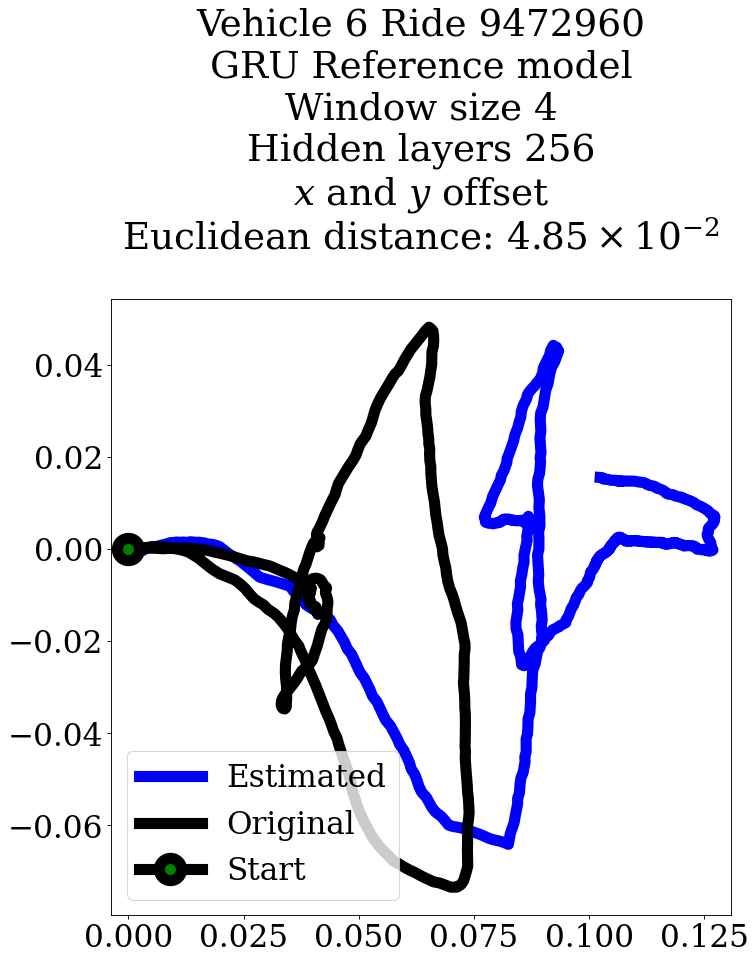 Vehicle 6 Ride 9472960
GRU Reference model
Window size 4
Hidden layers 256
x and y offset
Euclidean distance: 4.85 × 10⁻²
0.04
0.02
0.00
−0.02
−0.04
−0.06
Estimated
Original
Start
0.000 0.025 0.050 0.075 0.100 0.125